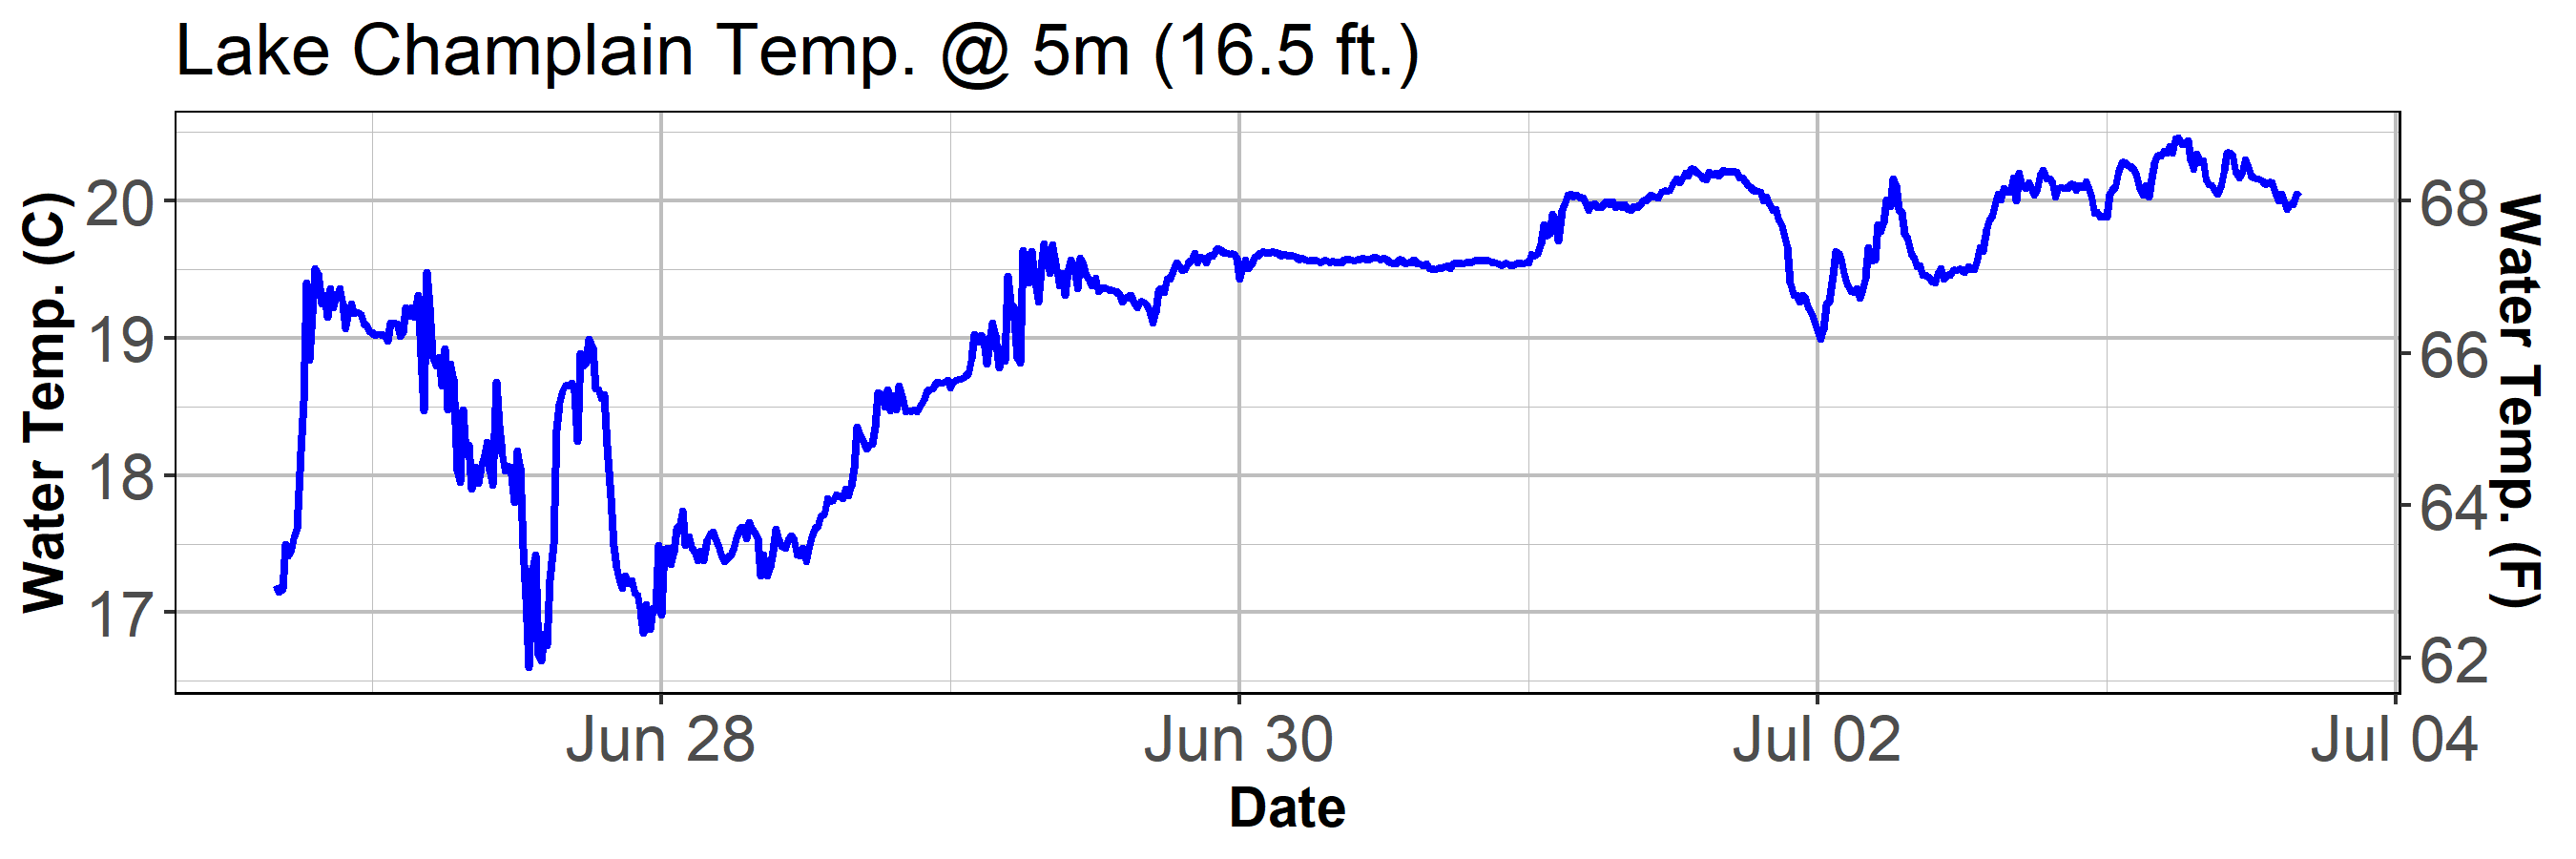 Lake Champlain Temp. @ 5m (16.5 ft.)
Water Temp. (C)
20
19
18
17
68
66
64
62
Water Temp. (F)
Jun 28
Jun 30
Jul 02
Jul 04
Date